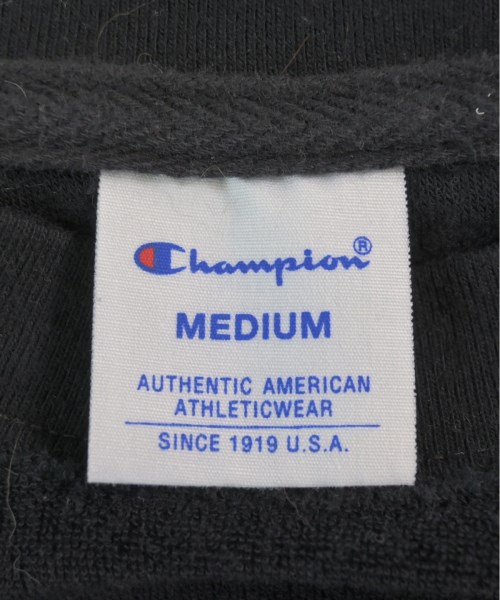 Champion®
MEDIUM
AUTHENTIC AMERICAN
ATHLETICWEAR
SINCE 1919 U.S.A.